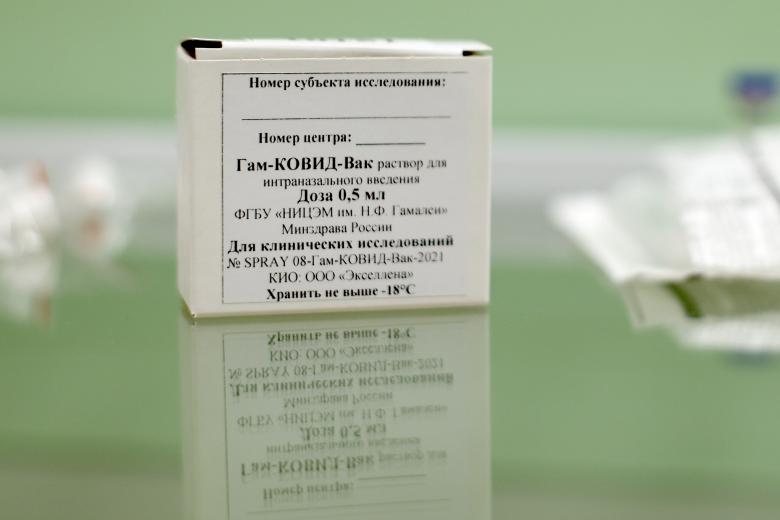 Номер субъекта исследования:
Номер центра:
Гам-КОВИД-Вак раствор для
интраназального введения
Доза 0,5 мл
ФГБУ «НИЦЭМ им. Н.Ф. Гамалеи»
Минздрава России
Для клинических исследований
№ SPRAY 08-Гам-КОВИД-Вак-2021
КИО: ООО «Экселлена»
Хранить не выше -18°С